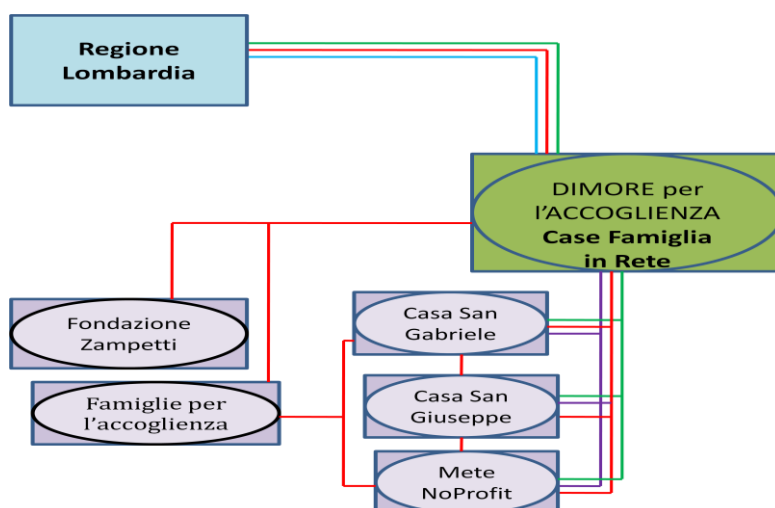 Regione
Lombardia
DIMORE per
l'ACCOGLIENZA
Case Famiglia
in Rete
Fondazione
Zampetti
Casa San
Gabriele
Famiglie per
l'accoglienza
Casa San
Giuseppe
Mete
NoProfit